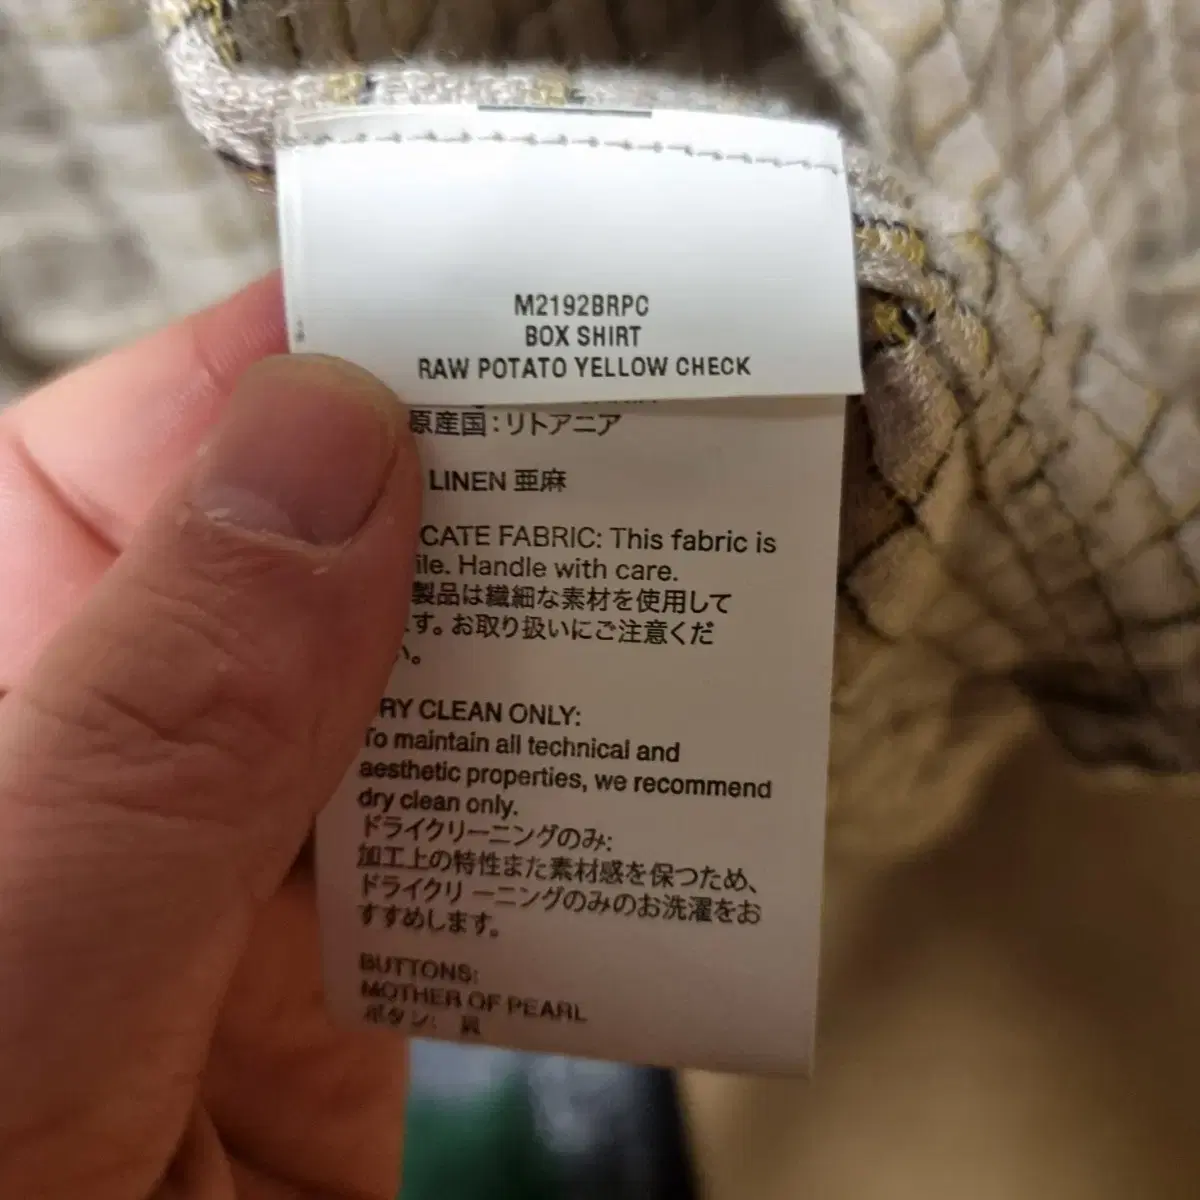 M2192BRPC
BOX SHIRT
RAW POTATO YELLOW CHECK
原産国：リトアニア
LINEN 亜麻
CATE FABRIC: This fabric is
ile. Handle with care.
製品は繊細な素材を使用して
す。お取り扱いにご注意くだ
い。
RY CLEAN ONLY:
To maintain all technical and
aesthetic properties, we recommend
dry clean only.
ドライクリーニングのみ:
加工上の特性また素材感を保つため、
ドライクリ ーニングのみのお洗濯をお
すすめします。
BUTTONS:
MOTHER OF PEARL
ボタン: 貝